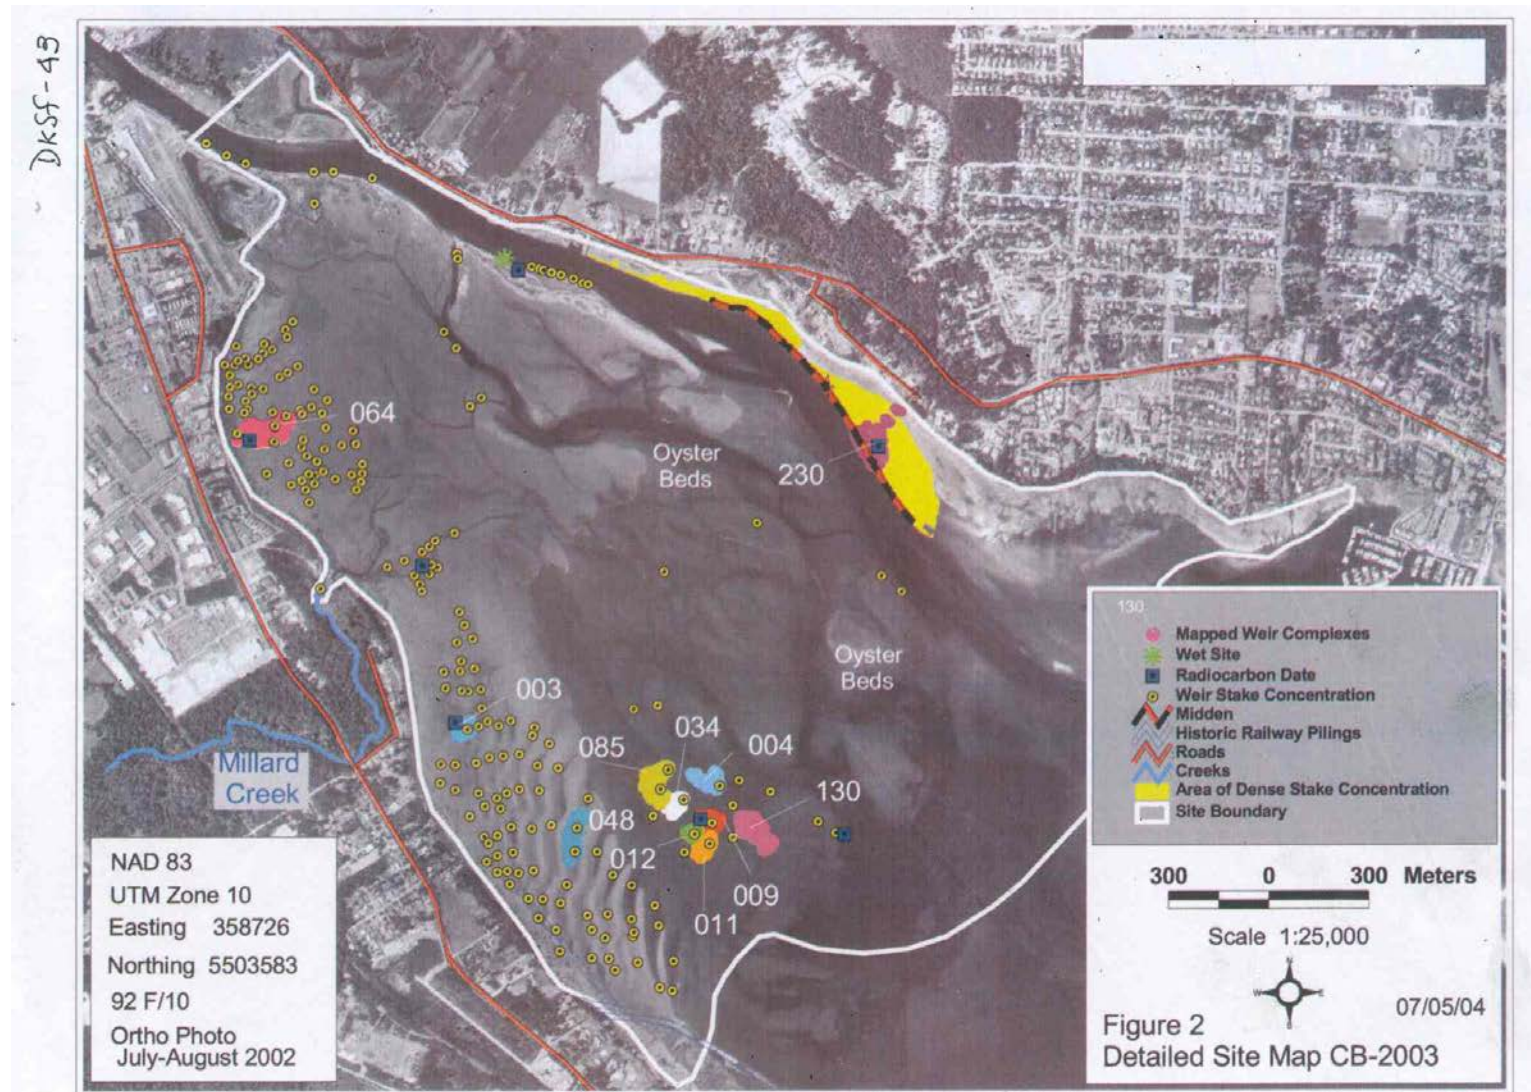 DKSf-43
064
Oyster
Beds
230
Oyster
Beds
003
034
085
004
130
048
012
009
011
Millard
Creek
NAD 83
UTM Zone 10
Easting 358726
Northing 5503583
92 F/10
Ortho Photo
July-August 2002
130
Mapped Weir Complexes
Wet Site
Radiocarbon Date
Weir Stake Concentration
Midden
Historic Railway Pilings
Roads
Creeks
Area of Dense Stake Concentration
Site Boundary
300 0 300 Meters
Scale 1:25,000
N
W E
S
07/05/04
Figure 2
Detailed Site Map CB-2003